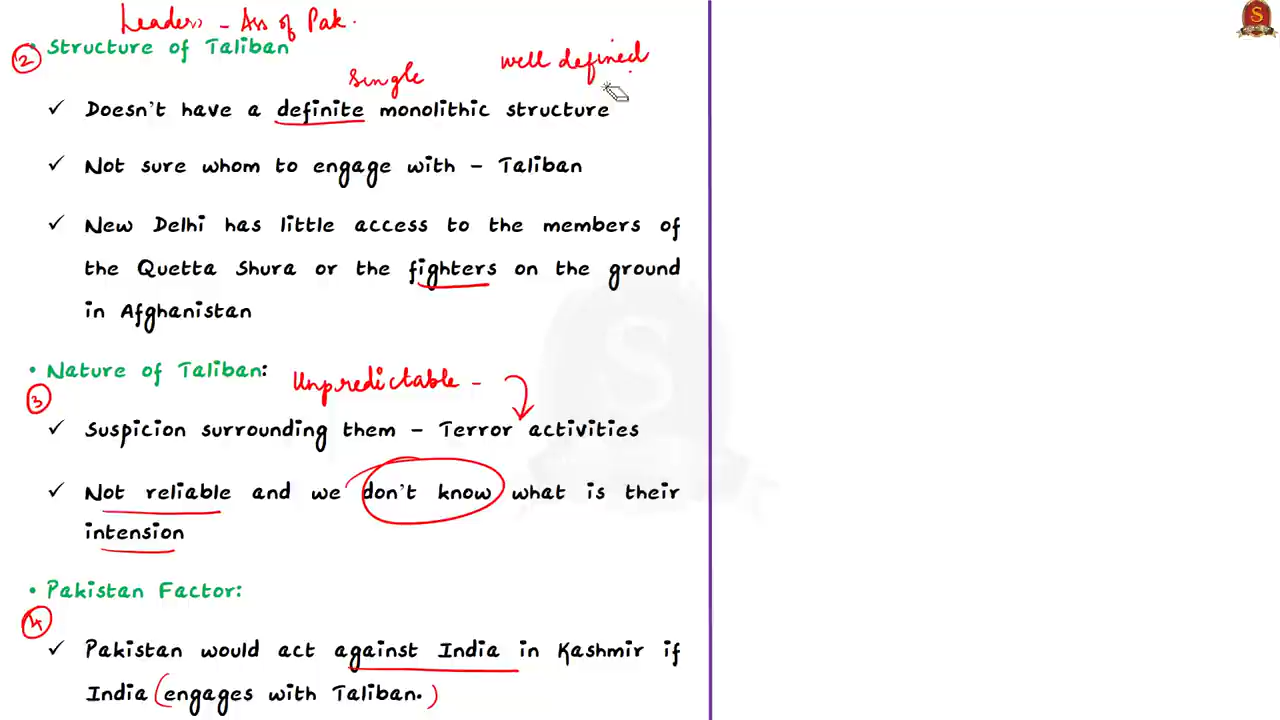 Leaders - Ass of Pak.
② • Structure of Taliban
single well defined
✓ Doesn't have a definite monolithic structure
✓ Not sure whom to engage with – Taliban
✓ New Delhi has little access to the members of
the Quetta Shura or the fighters on the ground
in Afghanistan
• Nature of Taliban:
③ Unpredictable -
✓ Suspicion surrounding them – Terror activities
✓ Not reliable and we don't know what is their
intension
• Pakistan Factor:
④
✓ Pakistan would act against India in Kashmir if
India (engages with Taliban.)
S